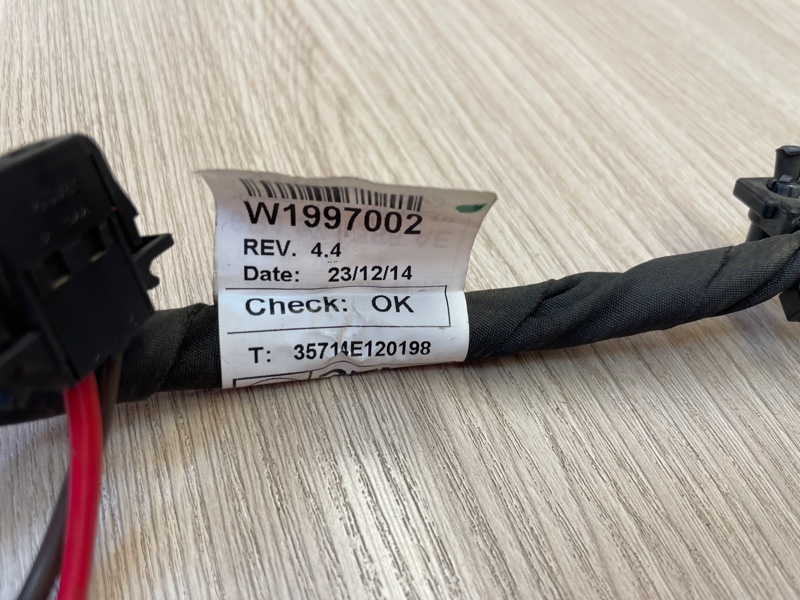 W1997002
REV. 4.4
Date: 23/12/14
Check: OK
T: 35714E120198